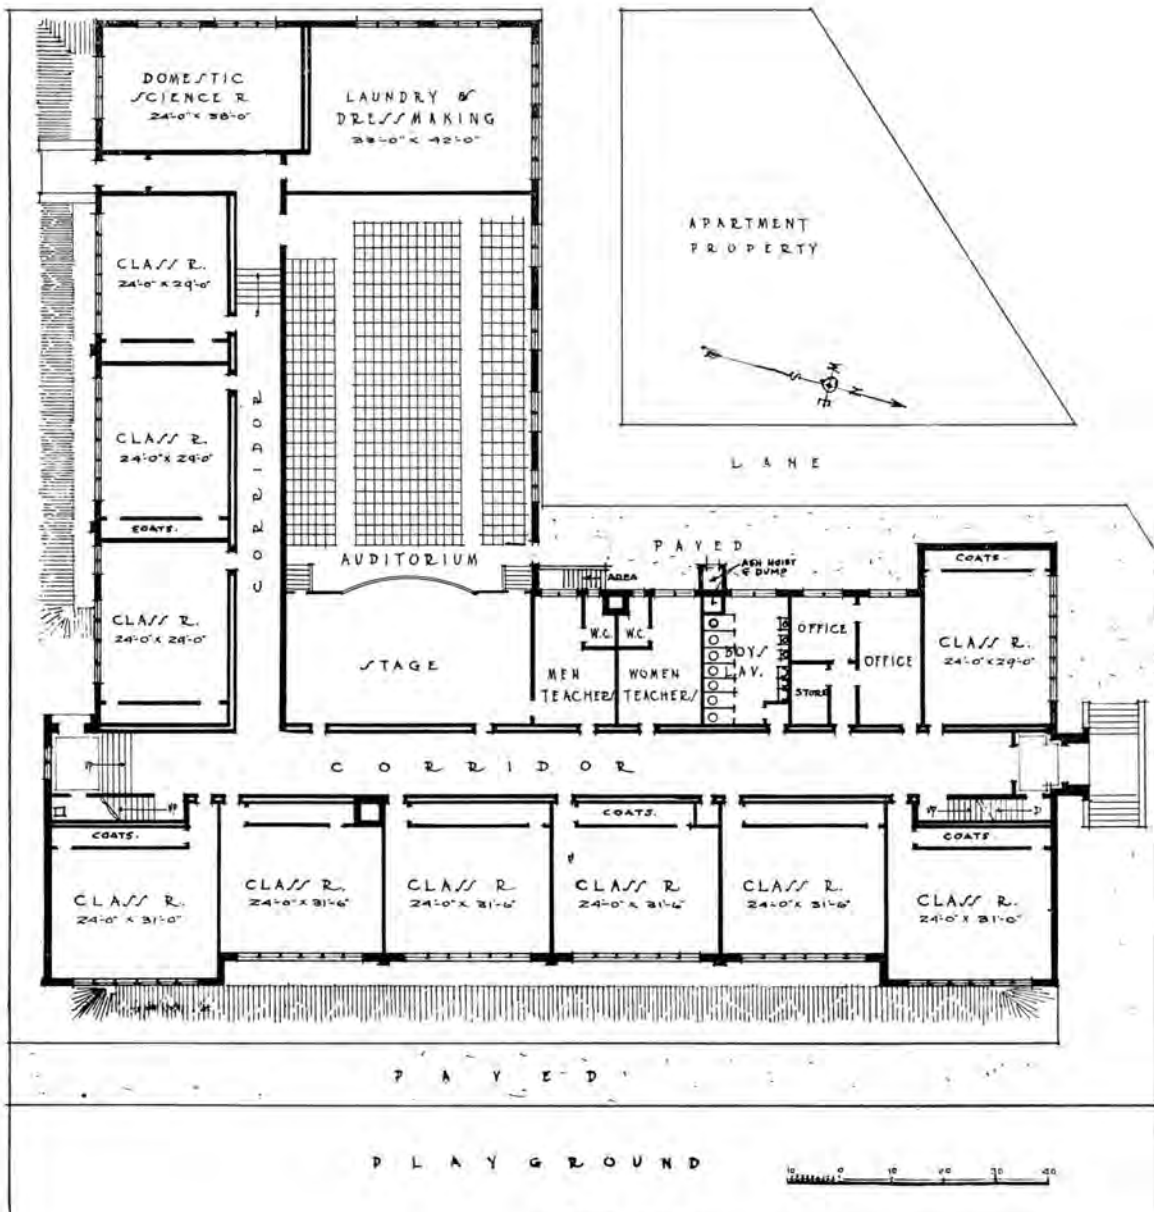 DOMESTIC
SCIENCE R
24'-0" × 38'-0"
LAUNDRY &
DRESSMAKING
33'-0" × 42'-0"
APARTMENT
PROPERTY
CLASS R.
24'-0" × 29'-0"
S
N
W
E
CLASS R.
24'-0" × 29'-0"
COATS.
CORRIDOR
LANE
AUDITORIUM
PAVED
ASH HOIST
& DUMP
AREA
COATS.
CLASS R.
24'-0" × 29'-0"
STAGE
MEN
TEACHERS
W.C.
W.C.
WOMEN
TEACHERS
BOYS
LAV.
OFFICE
STORE
OFFICE
CLASS R.
24'-0" × 29'-0"
CORRIDOR
UP
UP
D
COATS.
COATS.
COATS.
CLASS R.
24'-0" × 31'-0"
CLASS R.
24'-0" × 31'-6"
CLASS R
24'-0" × 31'-6"
CLASS R
24'-0" × 31'-6"
CLASS R.
24'-0" × 31'-6"
CLASS R.
24'-0" × 31'-0"
PAVED
PLAYGROUND
10 0 10 20 30 40